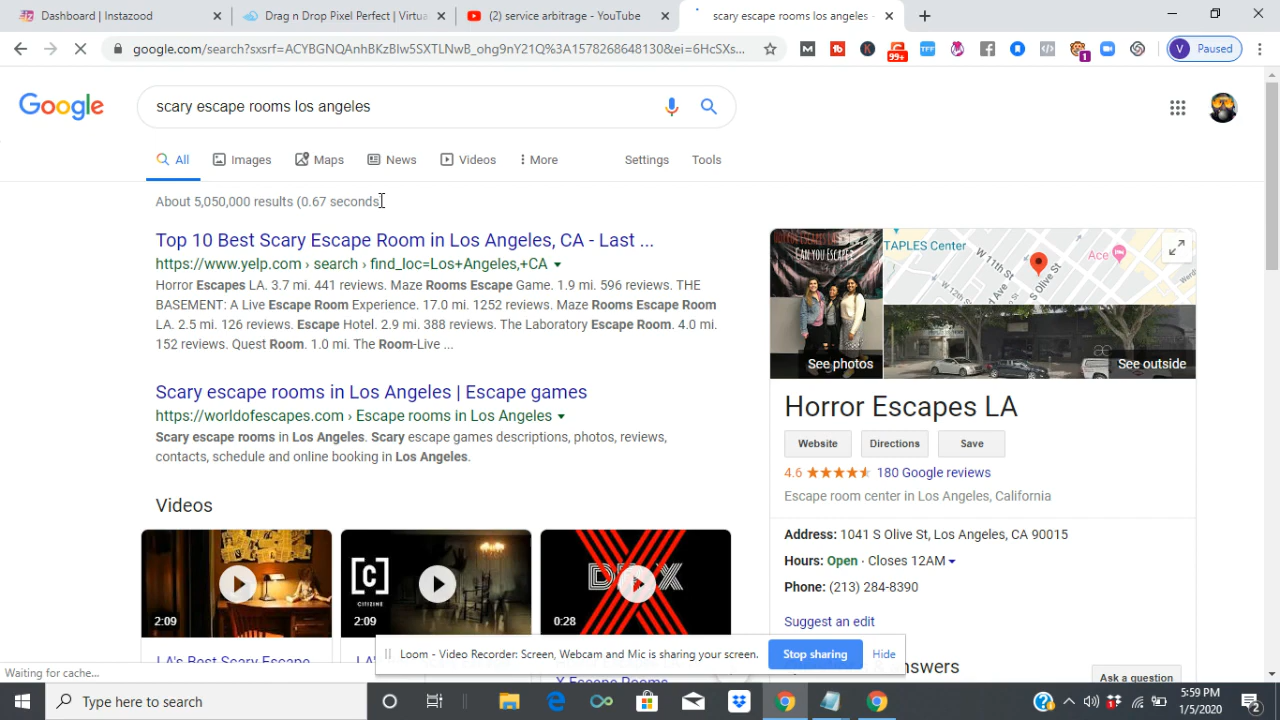 Dashboard | Instazood
Drag n Drop Pixel Perfect | Virtua
(2) service arbitrage - YouTube
scary escape rooms los angeles -
google.com/search?sxsrf=ACYBGNQAnhBKzBlw5SXTLNwB_ohg9nY21Q%3A1578268648130&ei=6HcSXs...
99+
TFF
1
V Paused
Google
scary escape rooms los angeles
All Images Maps News Videos More Settings Tools
About 5,050,000 results (0.67 seconds)
Top 10 Best Scary Escape Room in Los Angeles, CA - Last ...
https://www.yelp.com › search › find_loc=Los+Angeles,+CA
Horror Escapes LA. 3.7 mi. 441 reviews. Maze Rooms Escape Game. 1.9 mi. 596 reviews. THE
BASEMENT: A Live Escape Room Experience. 17.0 mi. 1252 reviews. Maze Rooms Escape Room
LA. 2.5 mi. 126 reviews. Escape Hotel. 2.9 mi. 388 reviews. The Laboratory Escape Room. 4.0 mi.
152 reviews. Quest Room. 1.0 mi. The Room-Live ...
Scary escape rooms in Los Angeles | Escape games
https://worldofescapes.com › Escape rooms in Los Angeles
Scary escape rooms in Los Angeles. Scary escape games descriptions, photos, reviews,
contacts, schedule and online booking in Los Angeles.
Videos
2:09
[C]
CITIZINE
2:09
0:28
LA's Best Scary Escape
X Escape Rooms
CAN YOU ESCAPE
See photos
TAPLES Center
W 11th St
S Olive St
Ace
See outside
Horror Escapes LA
Website Directions Save
4.6 180 Google reviews
Escape room center in Los Angeles, California
Address: 1041 S Olive St, Los Angeles, CA 90015
Hours: Open · Closes 12AM
Phone: (213) 284-8390
Suggest an edit
answers
Ask a question
Loom - Video Recorder: Screen, Webcam and Mic is sharing your screen. Stop sharing Hide
Waiting for cache...
Type here to search
5:59 PM
1/5/2020
2